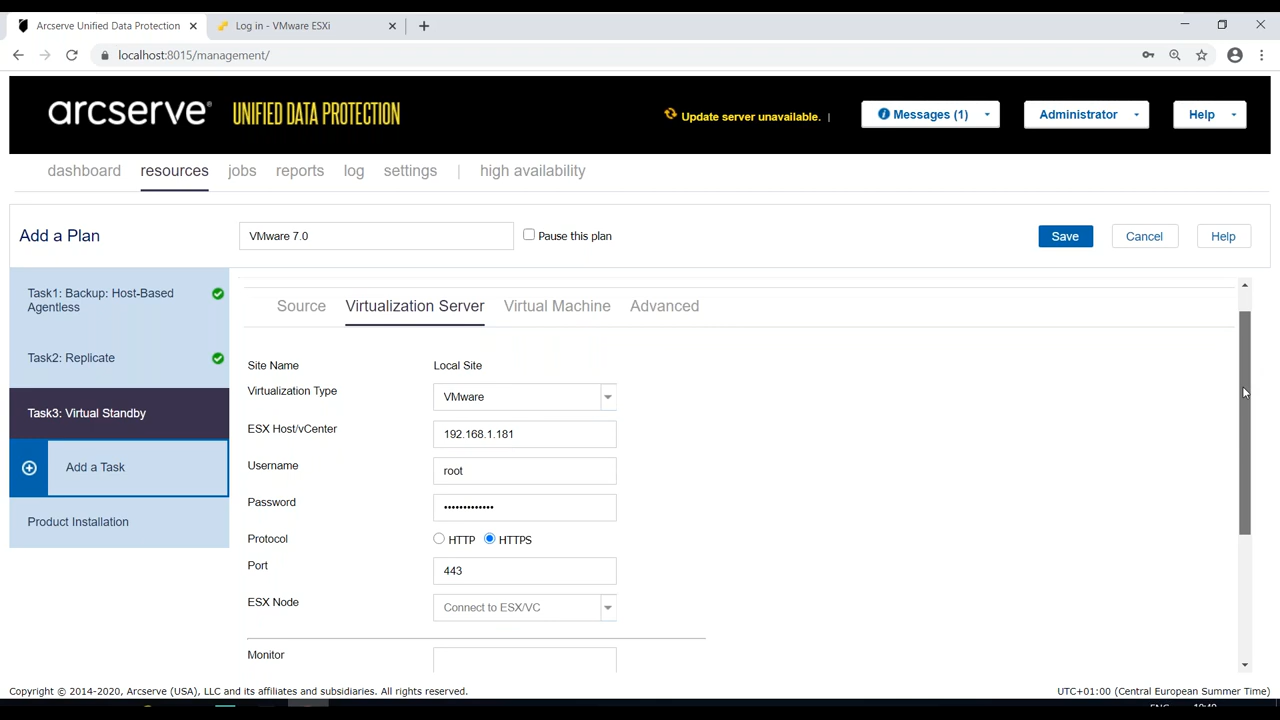 Arcserve Unified Data Protection
Log in - VMware ESXi
localhost:8015/management/
arcserve® UNIFIED DATA PROTECTION
Update server unavailable. |
Messages (1)
Administrator
Help
dashboard resources jobs reports log settings | high availability
Add a Plan
VMware 7.0
Pause this plan
Save
Cancel
Help
Task1: Backup: Host-Based
Agentless
Task2: Replicate
Task3: Virtual Standby
Add a Task
Product Installation
Source Virtualization Server Virtual Machine Advanced
Site Name Local Site
Virtualization Type VMware
ESX Host/vCenter 192.168.1.181
Username root
Password •••••••••••••
Protocol HTTP HTTPS
Port 443
ESX Node Connect to ESX/VC
Monitor
Copyright © 2014-2020, Arcserve (USA), LLC and its affiliates and subsidiaries. All rights reserved.
UTC+01:00 (Central European Summer Time)